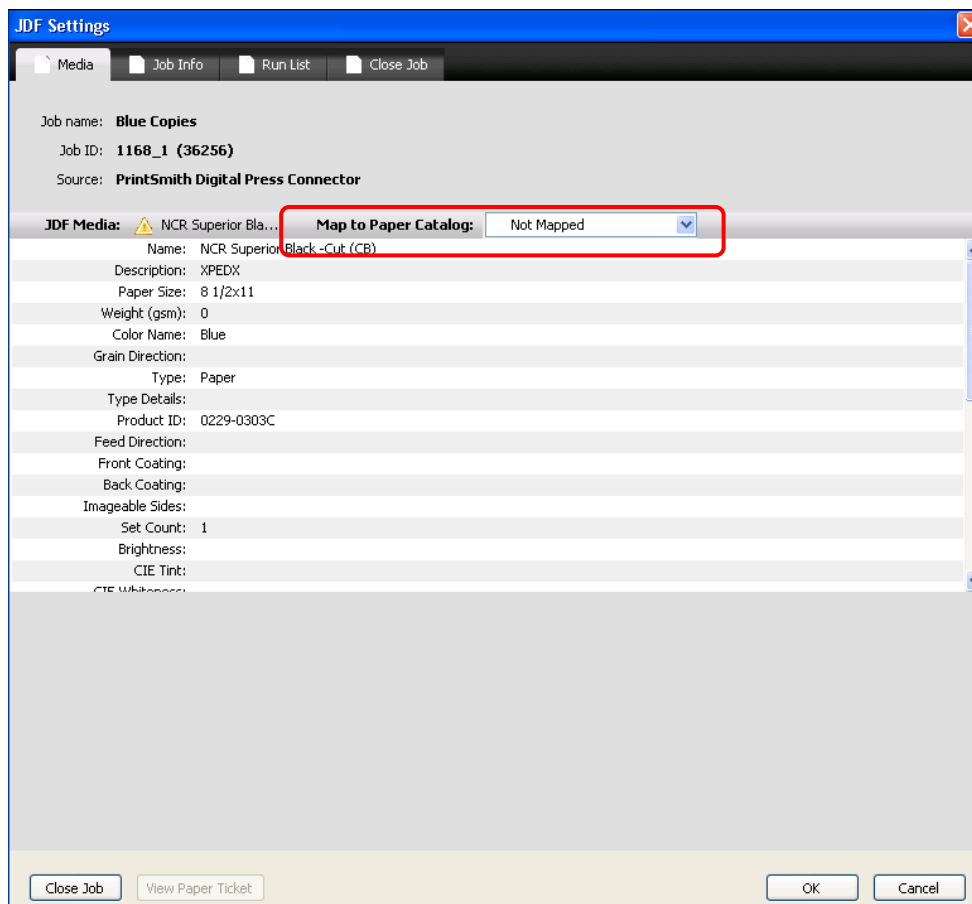 JDF Settings
Media Job Info Run List Close Job
Job name: Blue Copies
Job ID: 1168_1 (36256)
Source: PrintSmith Digital Press Connector
JDF Media: NCR Superior Bla... Map to Paper Catalog: Not Mapped
Name: NCR Superior Black -Cut (CB)
Description: XPEDX
Paper Size: 8 1/2x11
Weight (gsm): 0
Color Name: Blue
Grain Direction:
Type: Paper
Type Details:
Product ID: 0229-0303C
Feed Direction:
Front Coating:
Back Coating:
Imageable Sides:
Set Count: 1
Brightness:
CIE Tint:
CIE Whiteness:
Close Job View Paper Ticket OK Cancel